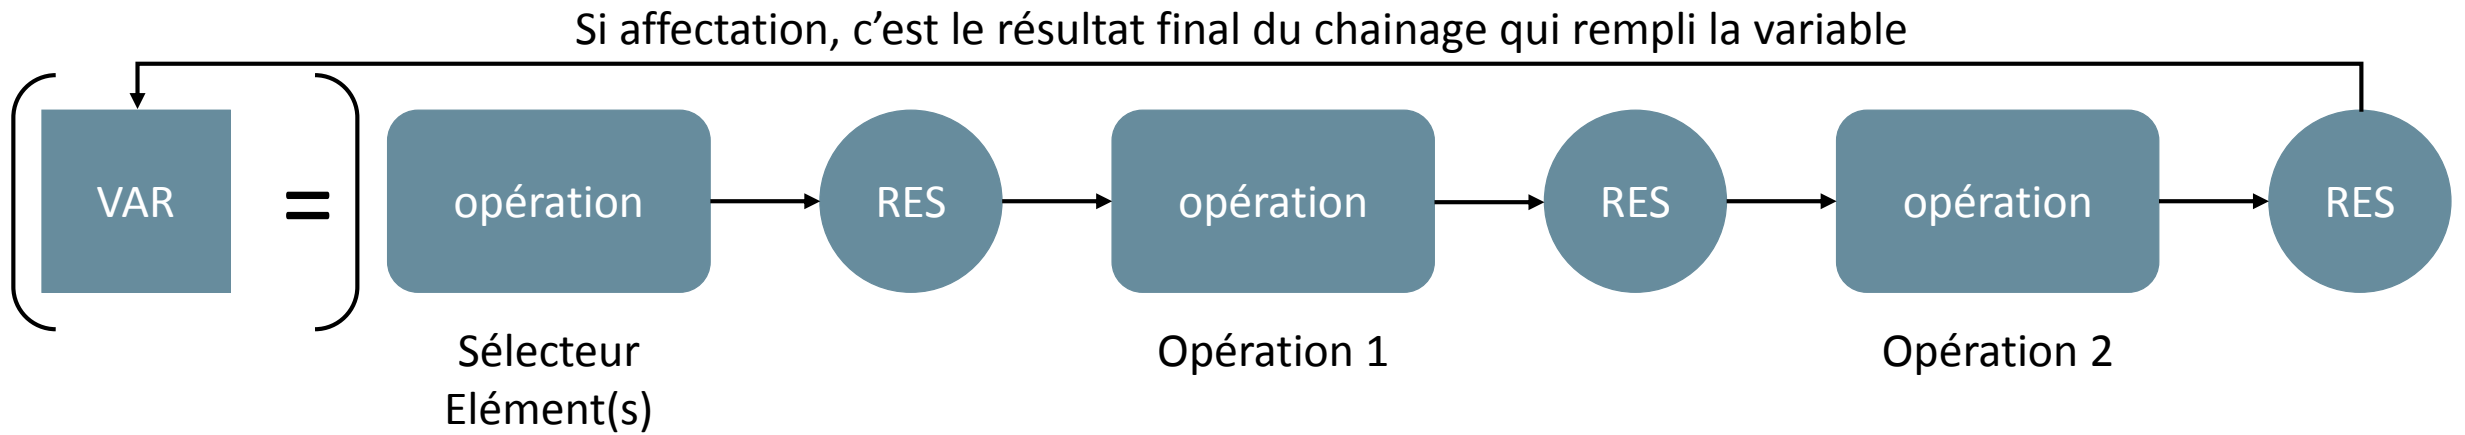 Si affectation, c’est le résultat final du chainage qui rempli la variable
VAR
=
opération
RES
opération
RES
opération
RES
Sélecteur
Elément(s)
Opération 1
Opération 2